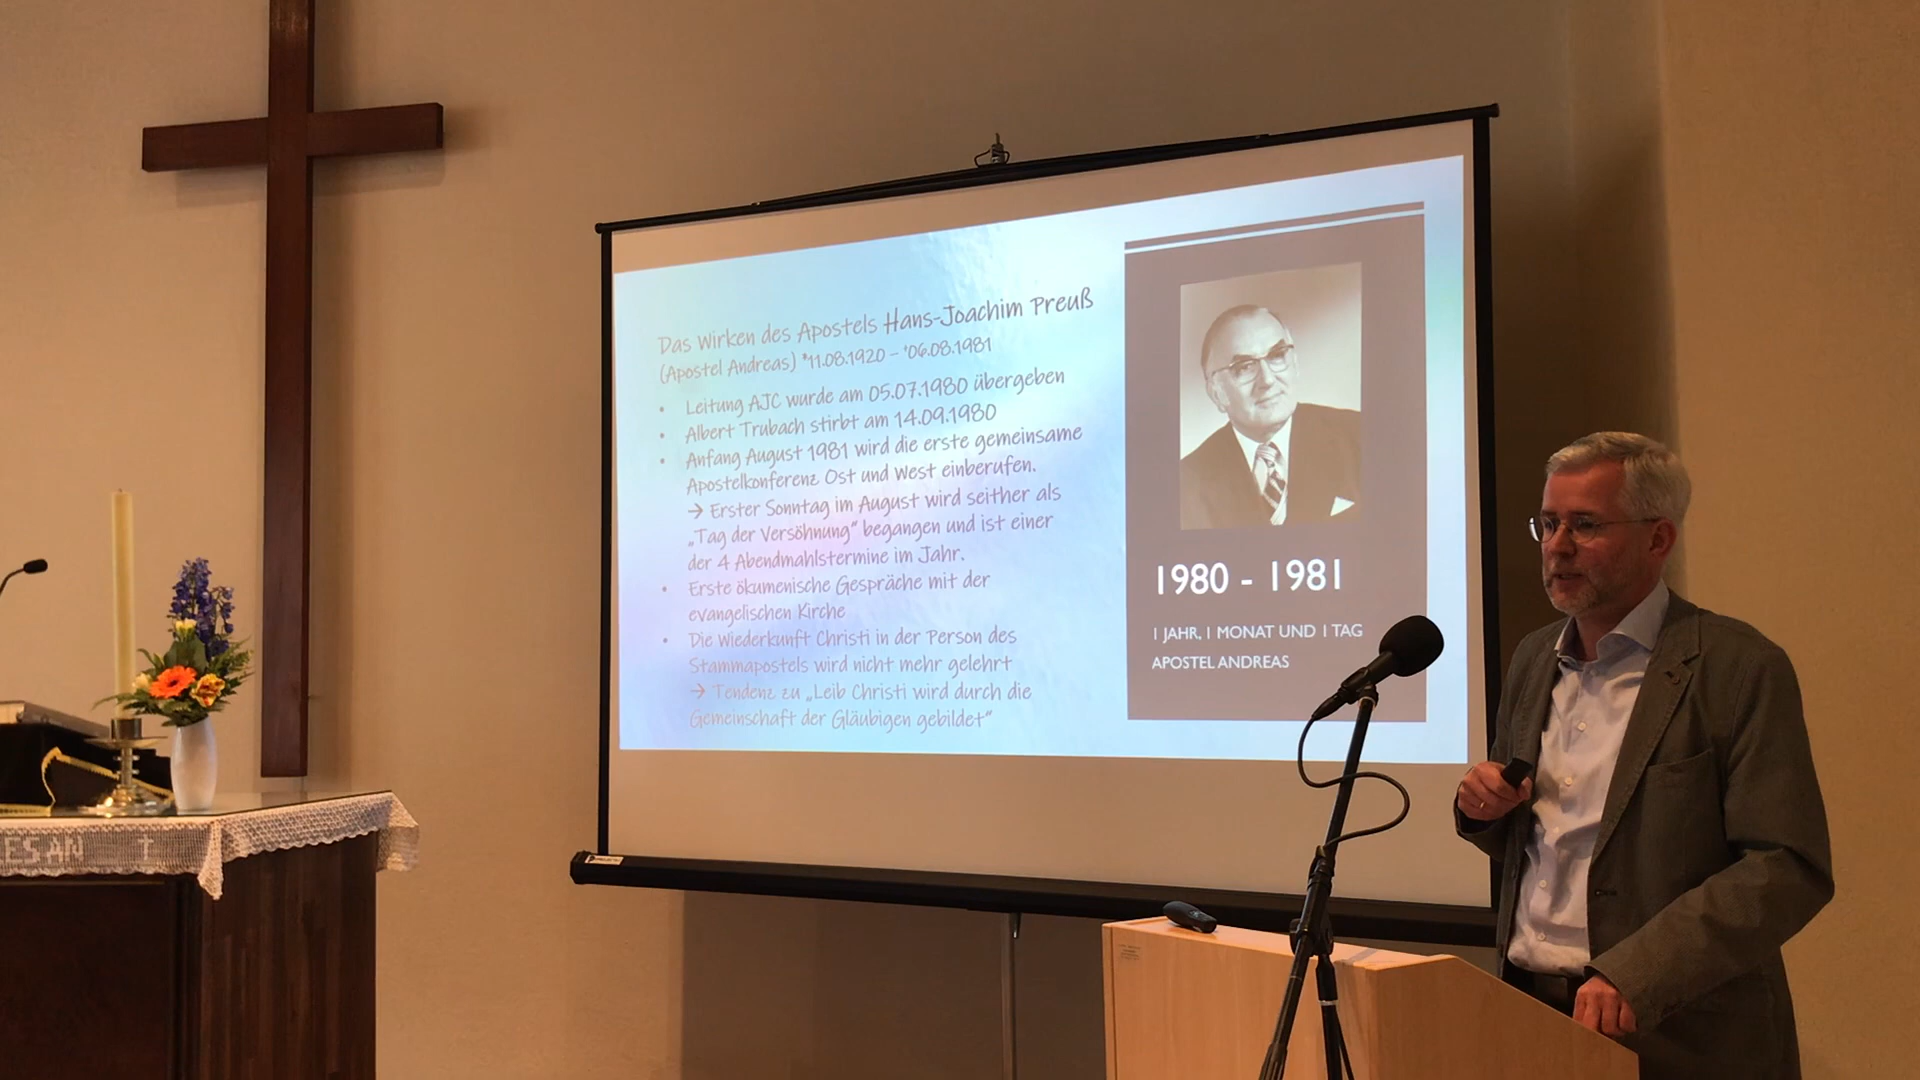 Das Wirken des Apostels Hans-Joachim Preuß
(Apostel Andreas) *11.08.1920 – †06.08.1981
• Leitung AJC wurde am 05.07.1980 übergeben
• Albert Trubach stirbt am 14.09.1980
• Anfang August 1981 wird die erste gemeinsame
Apostelkonferenz Ost und West einberufen.
→ Erster Sonntag im August wird seither als
„Tag der Versöhnung“ begangen und ist einer
der 4 Abendmahlstermine im Jahr.
• Erste ökumenische Gespräche mit der
evangelischen Kirche
• Die Wiederkunft Christi in der Person des
Stammapostels wird nicht mehr gelehrt
→ Tendenz zu „Leib Christi wird durch die
Gemeinschaft der Gläubigen gebildet“
1980 - 1981
1 JAHR, 1 MONAT UND 1 TAG
APOSTEL ANDREAS
ES AN